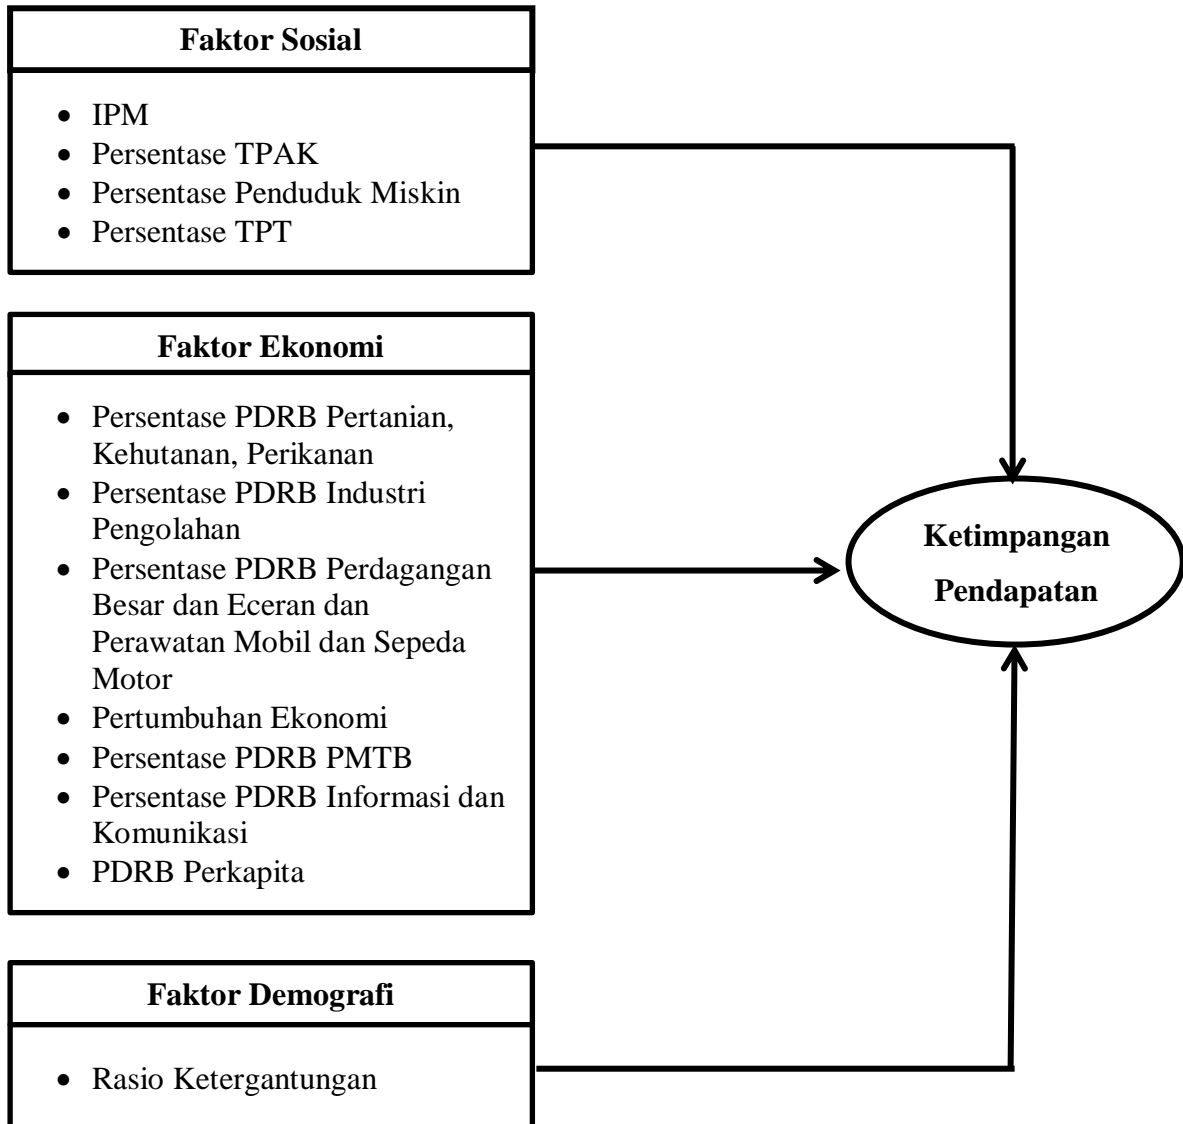 Faktor Sosial
• IPM
• Persentase TPAK
• Persentase Penduduk Miskin
• Persentase TPT
Faktor Ekonomi
• Persentase PDRB Pertanian,
Kehutanan, Perikanan
• Persentase PDRB Industri
Pengolahan
• Persentase PDRB Perdagangan
Besar dan Eceran dan
Perawatan Mobil dan Sepeda
Motor
• Pertumbuhan Ekonomi
• Persentase PDRB PMTB
• Persentase PDRB Informasi dan
Komunikasi
• PDRB Perkapita
Faktor Demografi
• Rasio Ketergantungan
Ketimpangan
Pendapatan